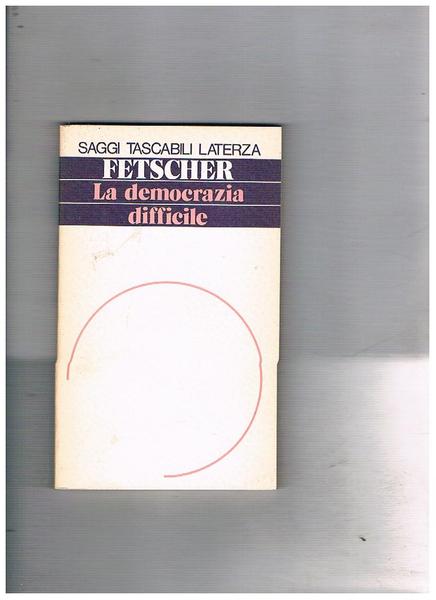 SAGGI TASCABILI LATERZA
FETSCHER
La democrazia
difficile